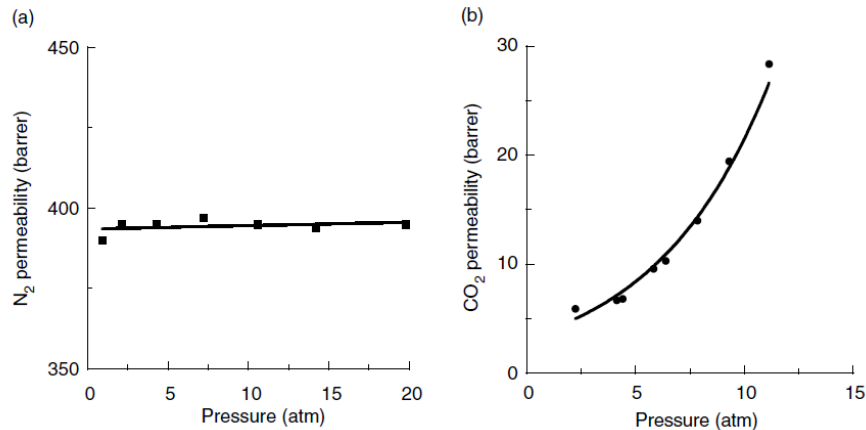 (a)
450
400
350
N₂ permeability (barrer)
0 5 10 15 20
Pressure (atm)
(b)
30
20
10
0
CO₂ permeability (barrer)
0 5 10 15
Pressure (atm)